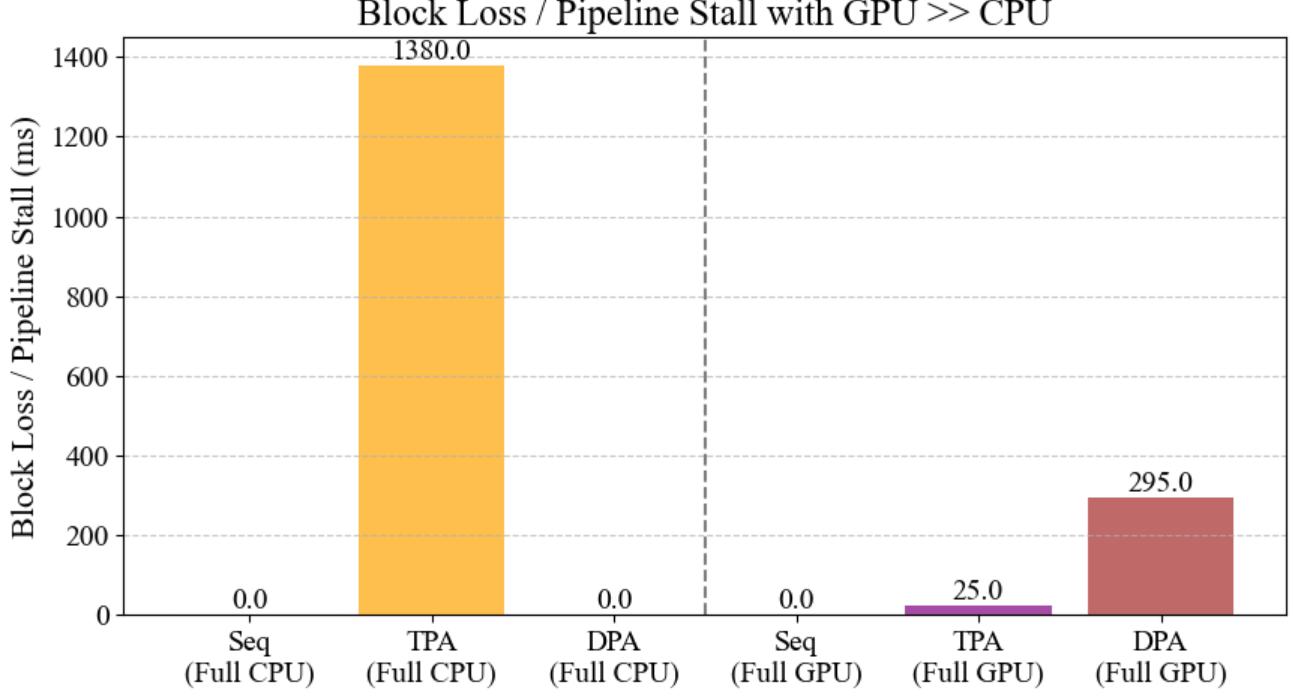 Block Loss / Pipeline Stall with GPU >> CPU
Block Loss / Pipeline Stall (ms)
1400
1200
1000
800
600
400
200
0
0.0
1380.0
0.0
0.0
25.0
295.0
Seq
(Full CPU)
TPA
(Full CPU)
DPA
(Full CPU)
Seq
(Full GPU)
TPA
(Full GPU)
DPA
(Full GPU)